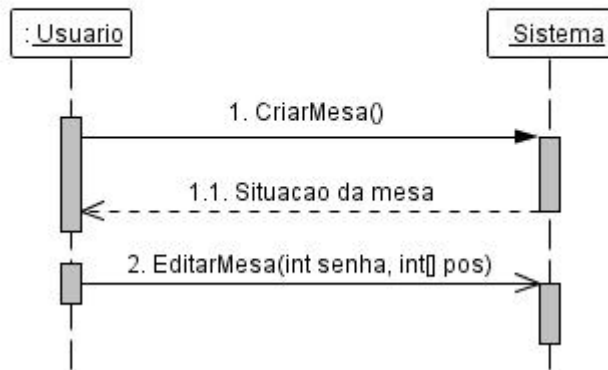 : Usuario
Sistema
1. CriarMesa()
1.1. Situacao da mesa
2. EditarMesa(int senha, int[] pos)